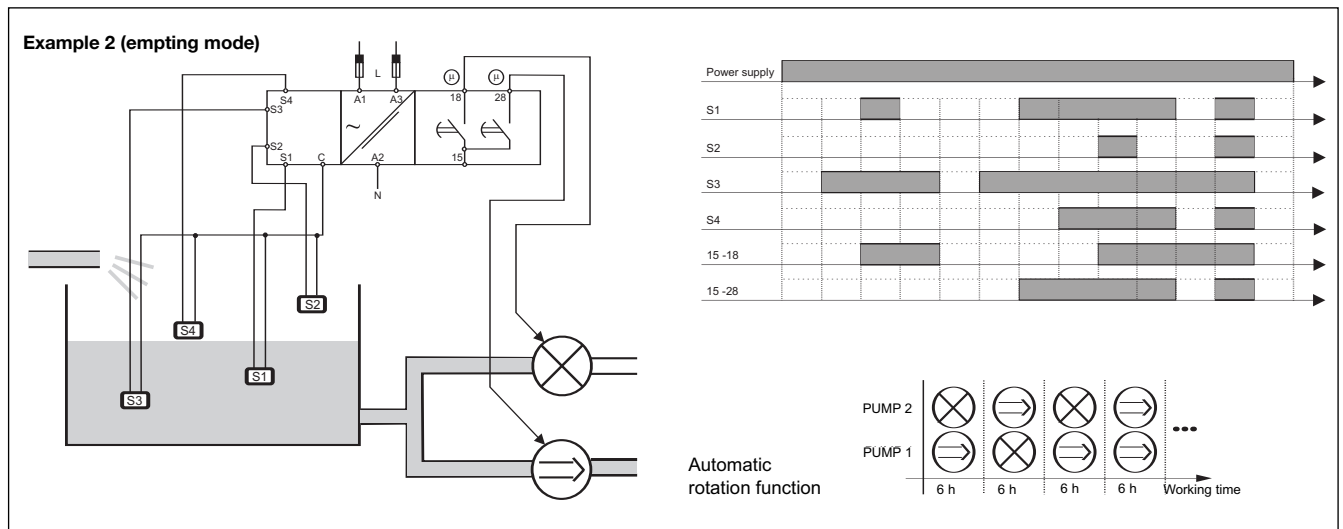 Example 2 (empting mode)
L
S4
A1
A3
μ
18
μ
28
S3
~
S2
S1
C
A2
15
N
S2
S4
S1
S3
Power supply
S1
S2
S3
S4
15 -18
15 -28
PUMP 2
PUMP 1
Automatic
rotation function
6 h
6 h
6 h
6 h
Working time